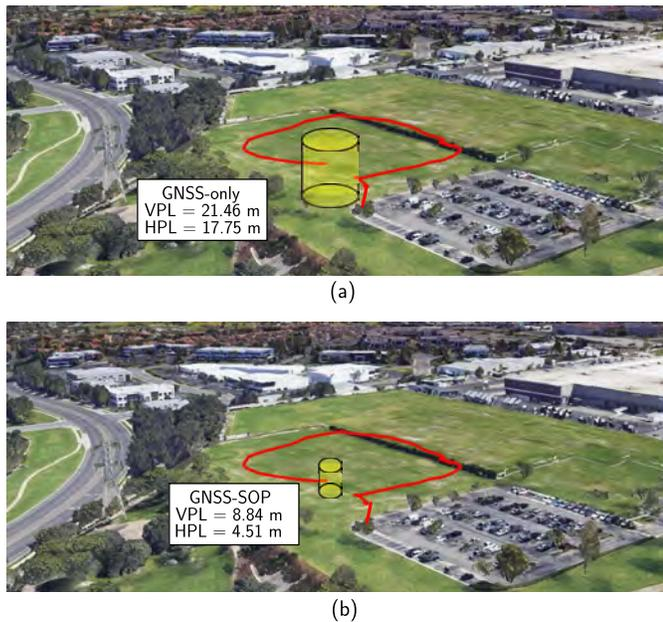 GNSS-only
VPL = 21.46 m
HPL = 17.75 m
(a)
GNSS-SOP
VPL = 8.84 m
HPL = 4.51 m
(b)